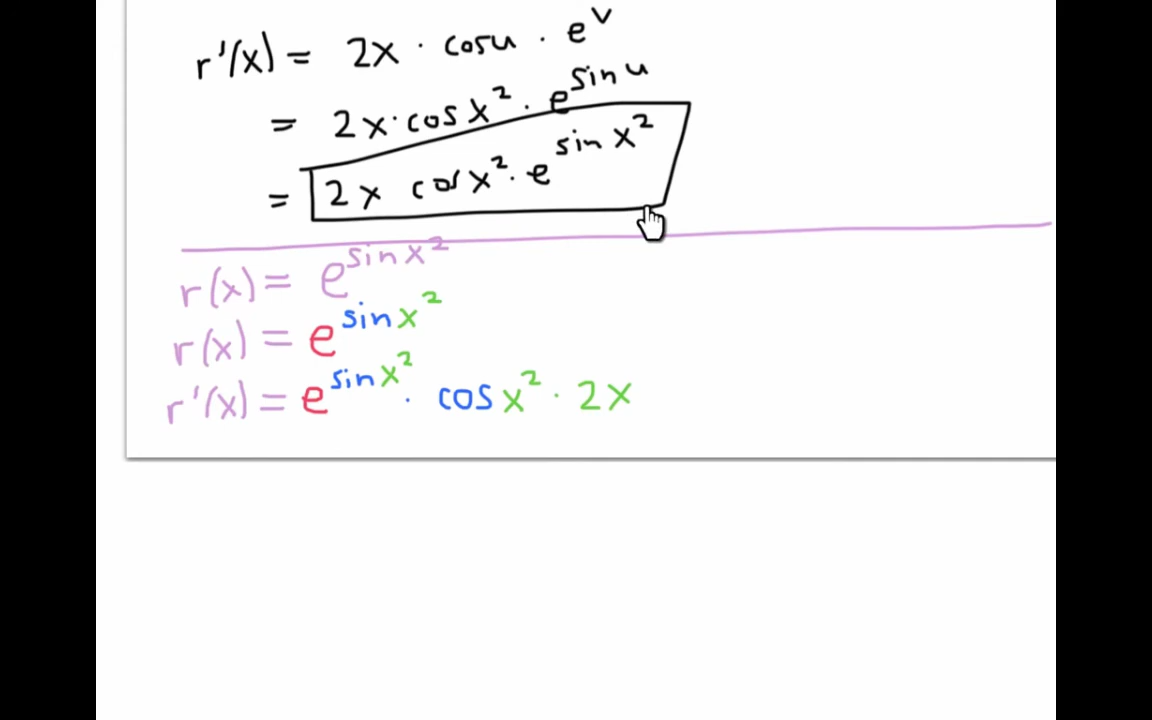 r'(x) = 2x · cos u · e^v
= 2x · cos x² · e^sin u
= 2x cos x² · e^sin x²
r(x) = e^sin x²
r(x) = e^sin x²
r'(x) = e^sin x² · cos x² · 2x